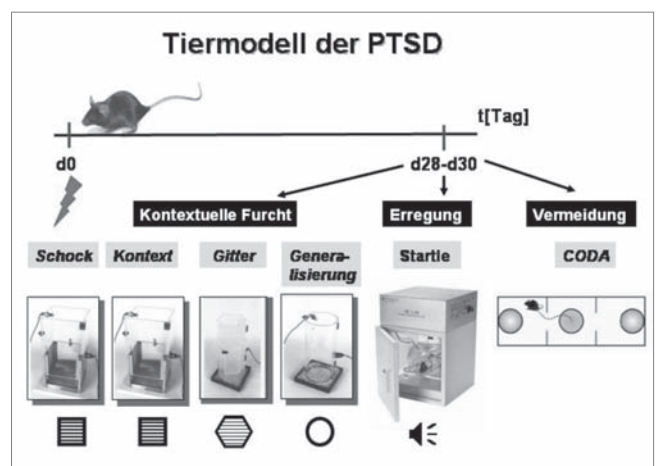 Tiermodell der PTSD
t[Tag]
d0
d28-d30
Kontextuelle Furcht
Erregung
Vermeidung
Schock
Kontext
Gitter
Genera-
lisierung
Startle
CODA